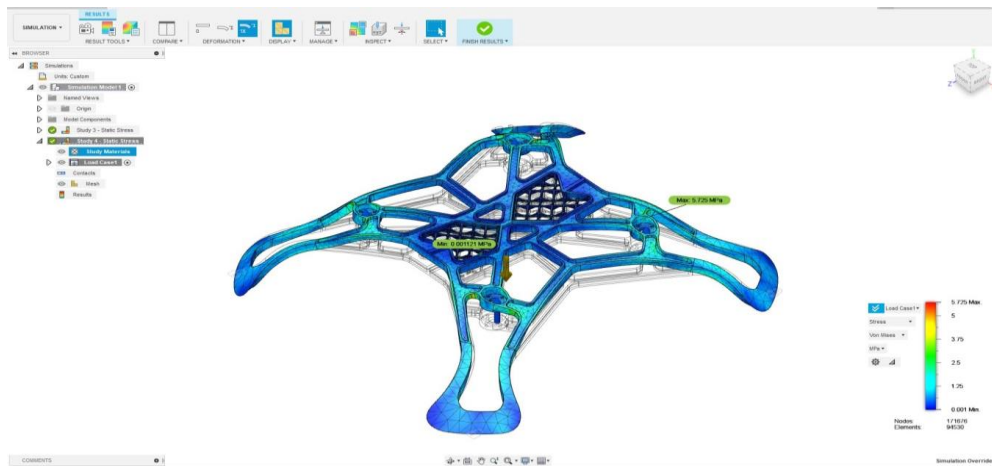 RESULTS
SIMULATION
RESULT TOOLS
COMPARE
DEFORMATION
DISPLAY
MANAGE
INSPECT
SELECT
FINISH RESULTS
BROWSER
Simulations
Units: Custom
Simulation Model 1
Named Views
Origin
Model Components
Study 3 - Static Stress
Study 4 - Static Stress
Study Materials
Load Case1
Contacts
Mesh
Results
Max: 5.725 MPa
Min: 0.001121 MPa
Load Case1
Stress
Von Mises
MPa
5.725 Max.
5
3.75
2.5
1.25
0.001 Min.
Nodes: 171876
Elements: 94530
COMMENTS
Simulation Override